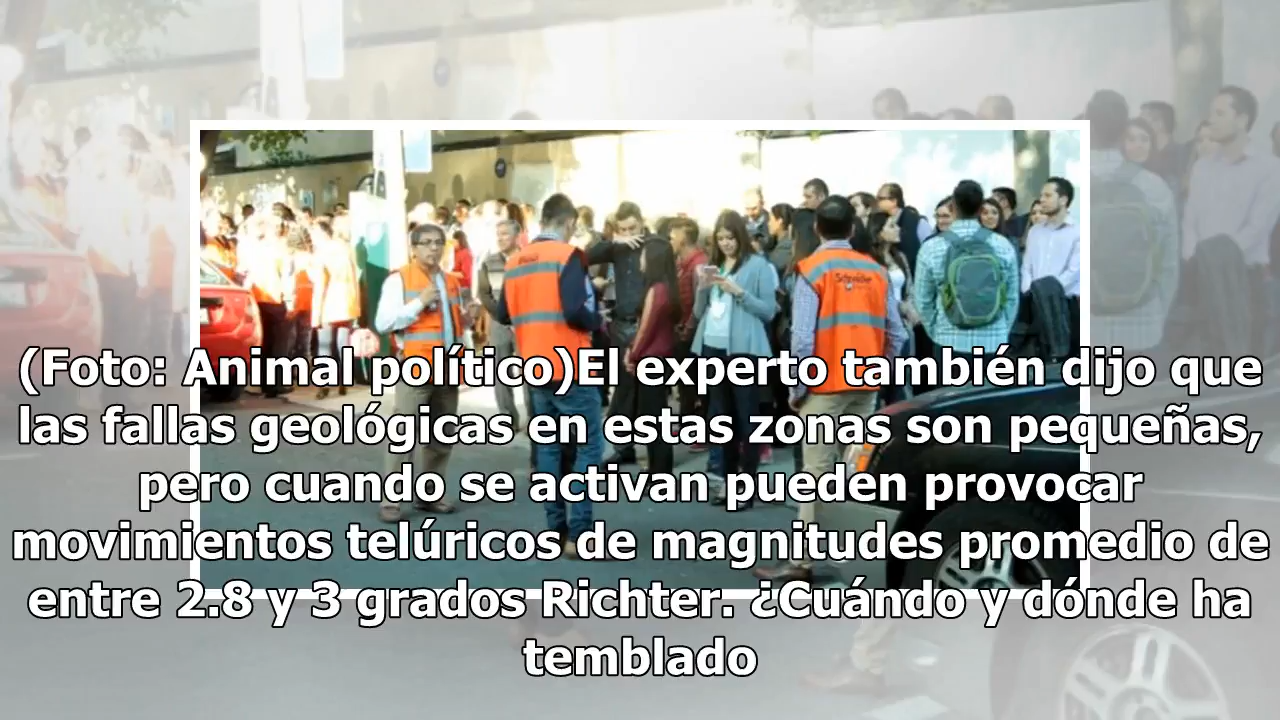 (Foto: Animal político)El experto también dijo que
las fallas geológicas en estas zonas son pequeñas,
pero cuando se activan pueden provocar
movimientos telúricos de magnitudes promedio de
entre 2.8 y 3 grados Richter. ¿Cuándo y dónde ha
temblado
Schneider